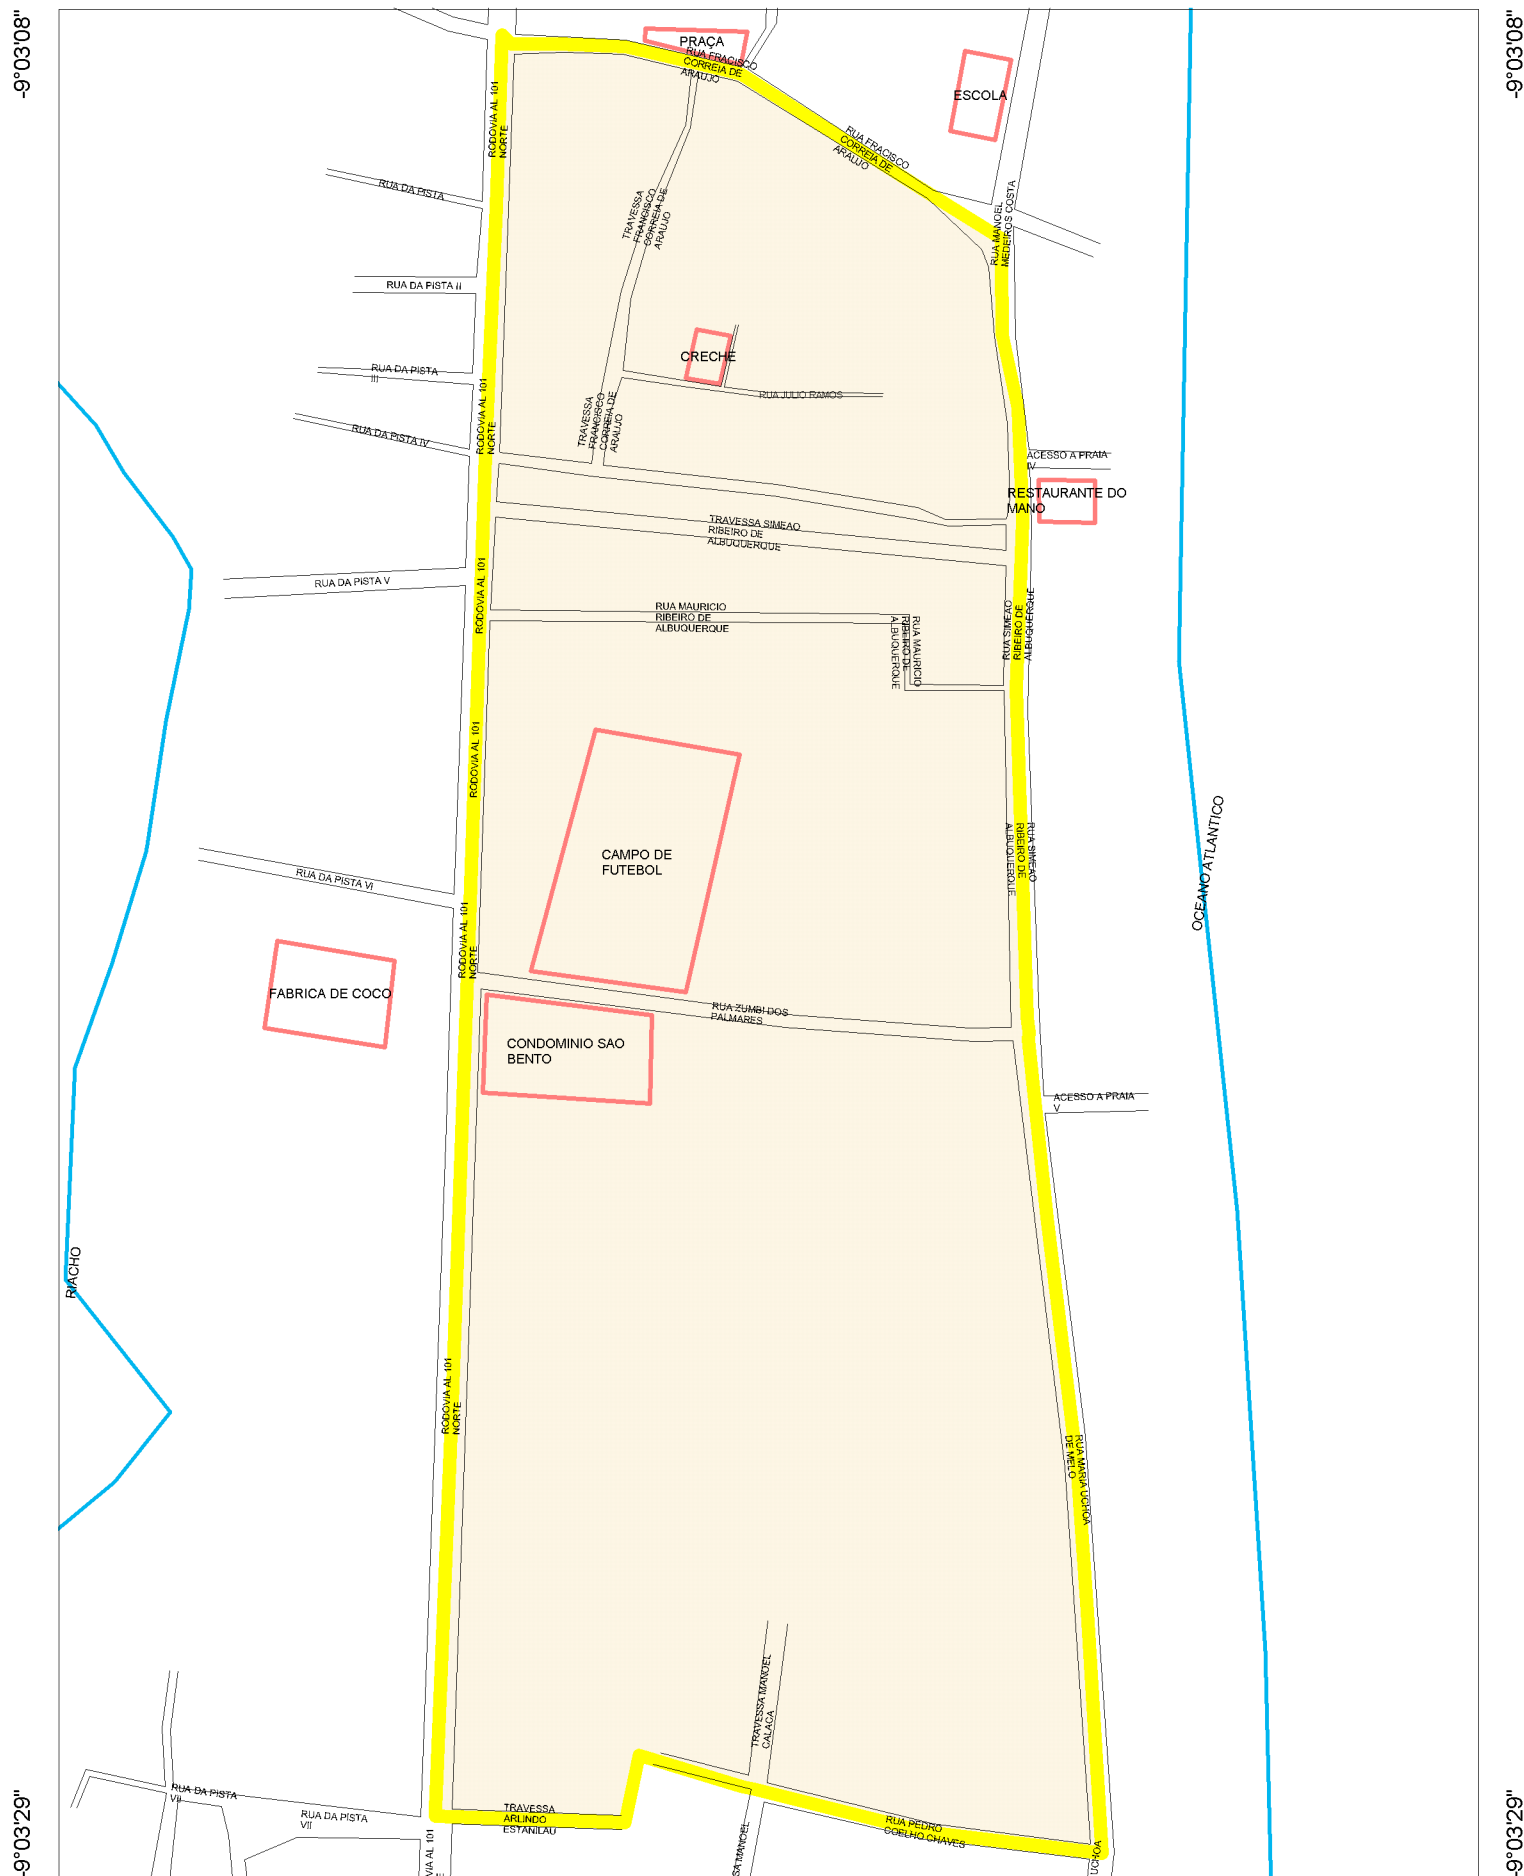 -9°03'08"
-9°03'08"
PRAÇA
RUA FRACISCO
CORREIA DE
ARAUJO
ESCOLA
RODOVIA AL 101
NORTE
RUA FRACISCO
CORREIA DE
ARAUJO
RUA DA PISTA
TRAVESSA
FRANCISCO
CORREIA DE
ARAUJO
RUA MANOEL
MEDEIROS COSTA
RUA DA PISTA II
CRECHE
RUA DA PISTA
III
RUA JULIO RAMOS
RODOVIA AL 101
NORTE
TRAVESSA
FRANCISCO
CORREIA DE
ARAUJO
RUA DA PISTA IV
ACESSO A PRAIA
IV
RESTAURANTE DO
MANO
TRAVESSA SIMEAO
RIBEIRO DE
ALBUQUERQUE
RUA DA PISTA V
RODOVIA AL 101
RUA MAURICIO
RIBEIRO DE
ALBUQUERQUE
RUA MAURICIO
RIBEIRO DE
ALBUQUERQUE
RUA SIMEAO
RIBEIRO DE
ALBUQUERQUE
RODOVIA AL 101
CAMPO DE
FUTEBOL
RUA SIMEAO
RIBEIRO DE
ALBUQUERQUE
OCEANO ATLANTICO
RUA DA PISTA VI
RODOVIA AL 101
NORTE
FABRICA DE COCO
RUA ZUMBI DOS
PALMARES
CONDOMINIO SAO
BENTO
ACESSO A PRAIA
V
RIACHO
RODOVIA AL 101
NORTE
RUA MARIA UCHOA
DE MELO
TRAVESSA MANOEL
CALACA
RUA DA PISTA
VII
RUA DA PISTA
VII
TRAVESSA
ARLINDO
ESTANILAU
RUA PEDRO
COELHO CHAVES
VIA AL 101
SA MANOEL
UCHOA
-9°03'29"
-9°03'29"